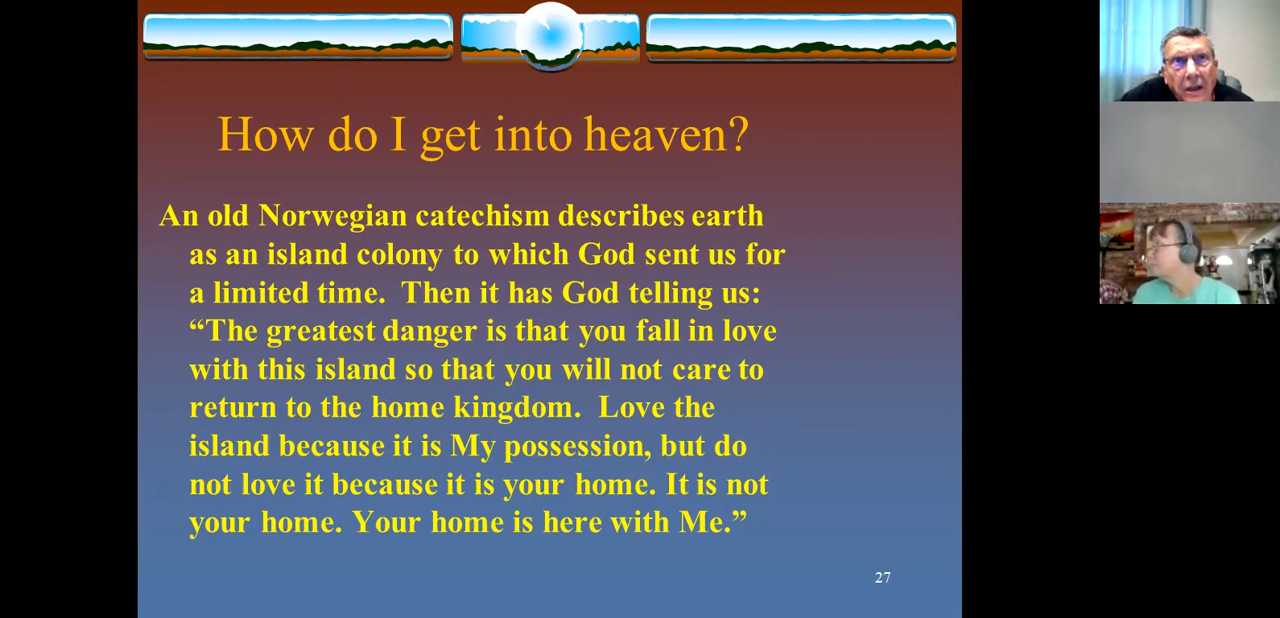 How do I get into heaven?
An old Norwegian catechism describes earth
as an island colony to which God sent us for
a limited time.  Then it has God telling us:
“The greatest danger is that you fall in love
with this island so that you will not care to
return to the home kingdom.  Love the
island because it is My possession, but do
not love it because it is your home. It is not
your home. Your home is here with Me.”
27